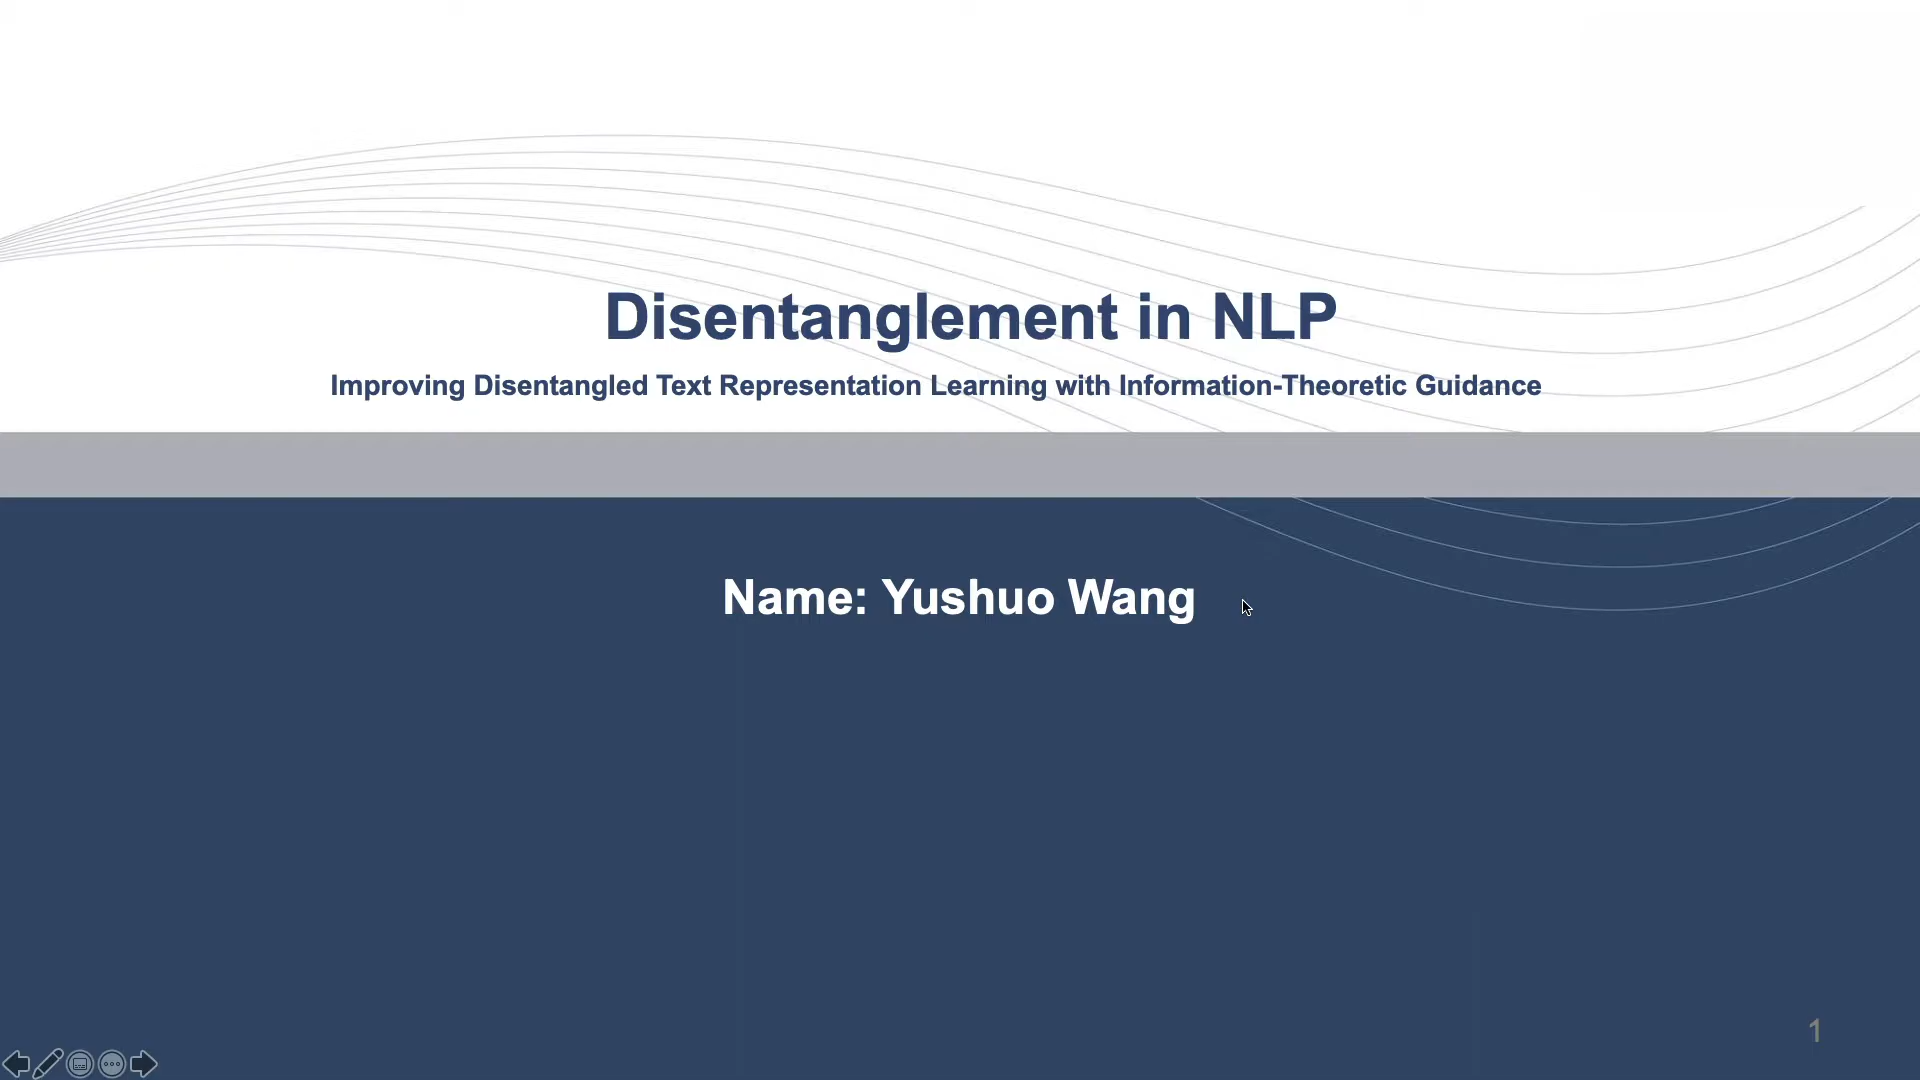 Disentanglement in NLP
Improving Disentangled Text Representation Learning with Information-Theoretic Guidance
Name: Yushuo Wang
1